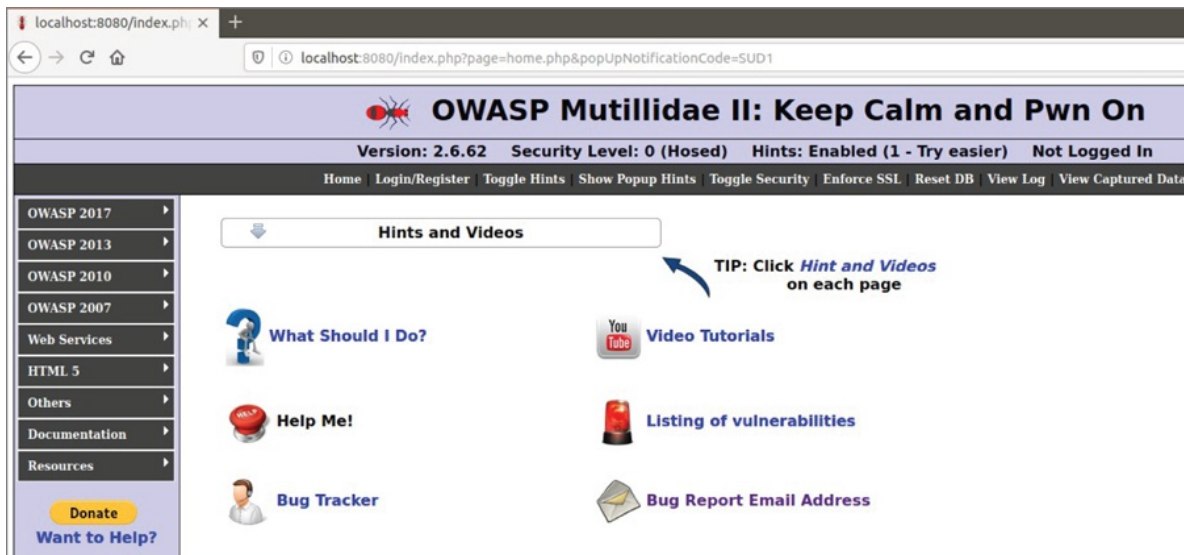 localhost:8080/index.ph
localhost:8080/index.php?page=home.php&popUpNotificationCode=SUD1
OWASP Mutillidae II: Keep Calm and Pwn On
Version: 2.6.62 Security Level: 0 (Hosed) Hints: Enabled (1 - Try easier) Not Logged In
Home | Login/Register | Toggle Hints | Show Popup Hints | Toggle Security | Enforce SSL | Reset DB | View Log | View Captured Data
OWASP 2017
OWASP 2013
OWASP 2010
OWASP 2007
Web Services
HTML 5
Others
Documentation
Resources
Donate
Want to Help?
Hints and Videos
TIP: Click Hint and Videos
on each page
What Should I Do?
You Tube
Video Tutorials
HELP
Help Me!
Listing of vulnerabilities
Bug Tracker
Bug Report Email Address